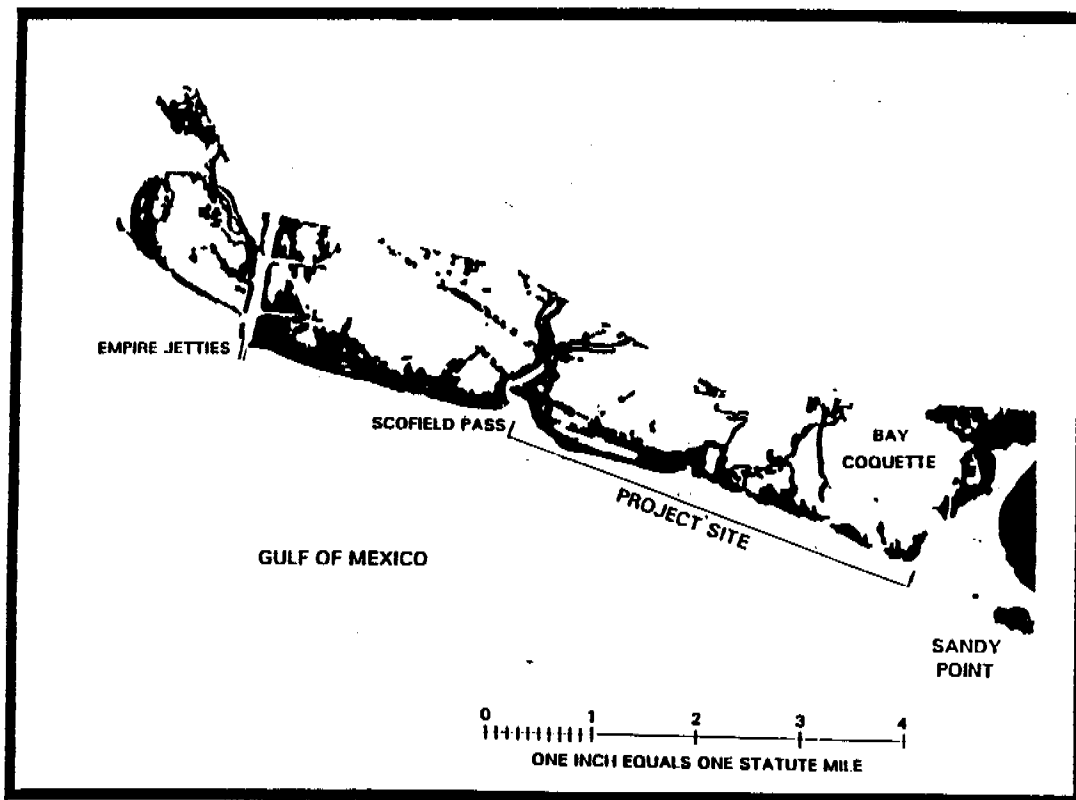 EMPIRE JETTIES
SCOFIELD PASS
BAY
COQUETTE
PROJECT SITE
GULF OF MEXICO
SANDY
POINT
0 1 2 3 4
ONE INCH EQUALS ONE STATUTE MILE